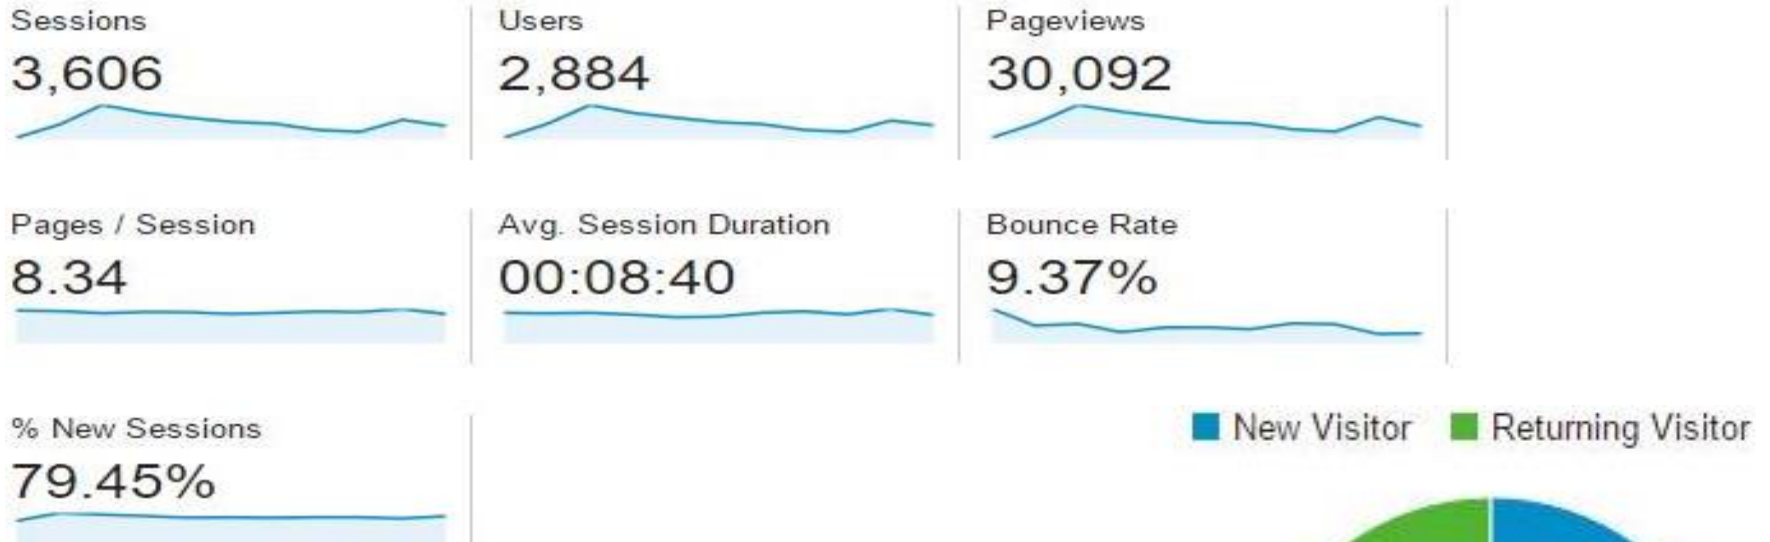 Sessions
3,606
Users
2,884
Pageviews
30,092
Pages / Session
8.34
Avg. Session Duration
00:08:40
Bounce Rate
9.37%
% New Sessions
79.45%
New Visitor
Returning Visitor